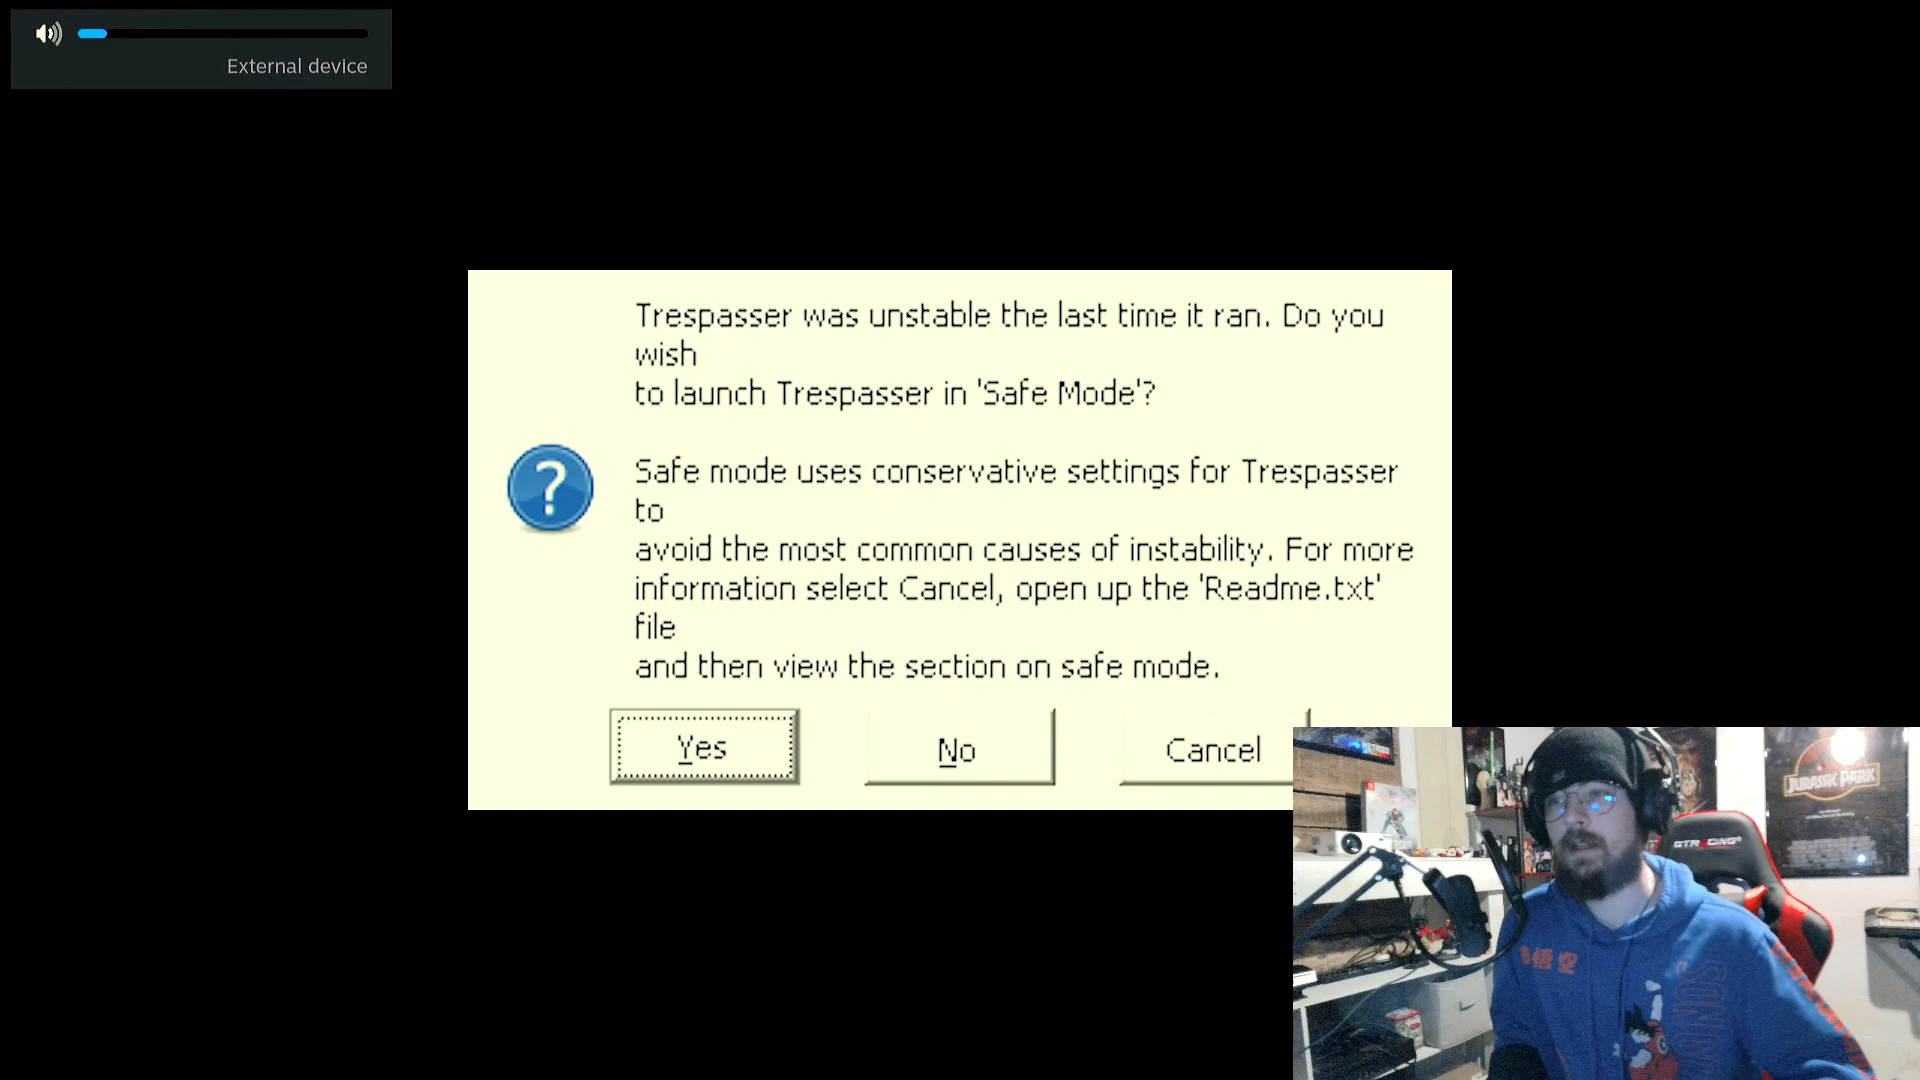 External device
Trespasser was unstable the last time it ran. Do you
wish
to launch Trespasser in 'Safe Mode'?
Safe mode uses conservative settings for Trespasser
to
avoid the most common causes of instability. For more
information select Cancel, open up the 'Readme.txt'
file
and then view the section on safe mode.
Yes
No
Cancel
JURASSIC PARK
GTRACING
悟空